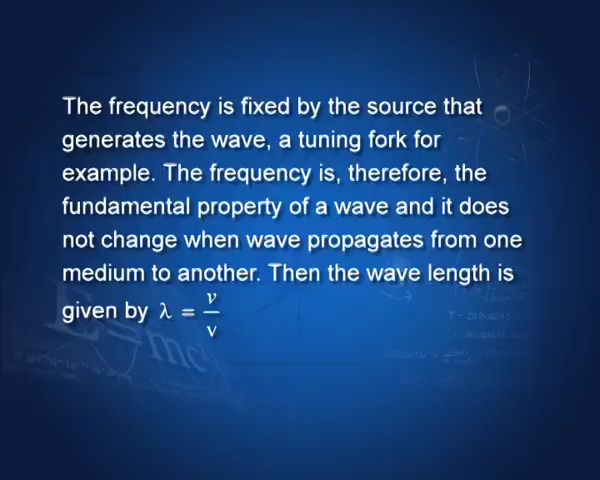 The frequency is fixed by the source that
generates the wave, a tuning fork for
example. The frequency is, therefore, the
fundamental property of a wave and it does
not change when wave propagates from one
medium to another. Then the wave length is
given by λ = v/ν
E=mc²